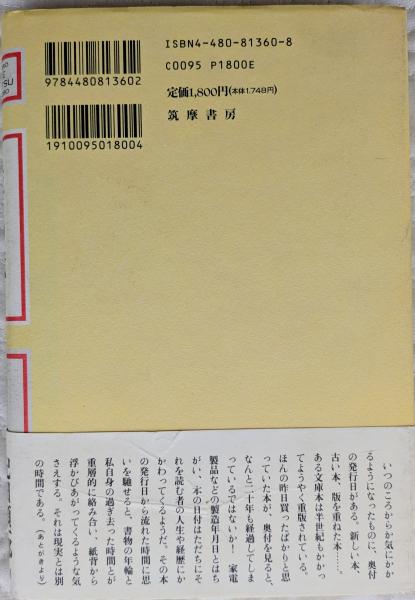 ISBN4-480-81360-8
C0095 P1800E
定価1,800円(本体1,748円)
筑摩書房
9784480813602
1910095018004
いつのころからか気にかか
るようになったものに、奥付
の発行日がある。新しい本、
古い本、版を重ねた本……。
ある文庫本は半世紀もかかっ
てようやく重版されている。
ほんの昨日買ったばかりと思
っていた本が、奥付を見ると、
なんと二十年も経過してしま
っているではないか！ 家電
製品などの製造年月日とはち
がい、本の日付はただちにそ
れを読む者の人生や経歴にか
かわってくるようだ。その本
の発行日から流れた時間に思
いを馳せると、書物の年輪と
私自身の過ぎ去った時間とが
重層的に絡み合い、紙背から
浮かびあがってくるような気
さえする。それは現実とは別
の時間である。（あとがきより）